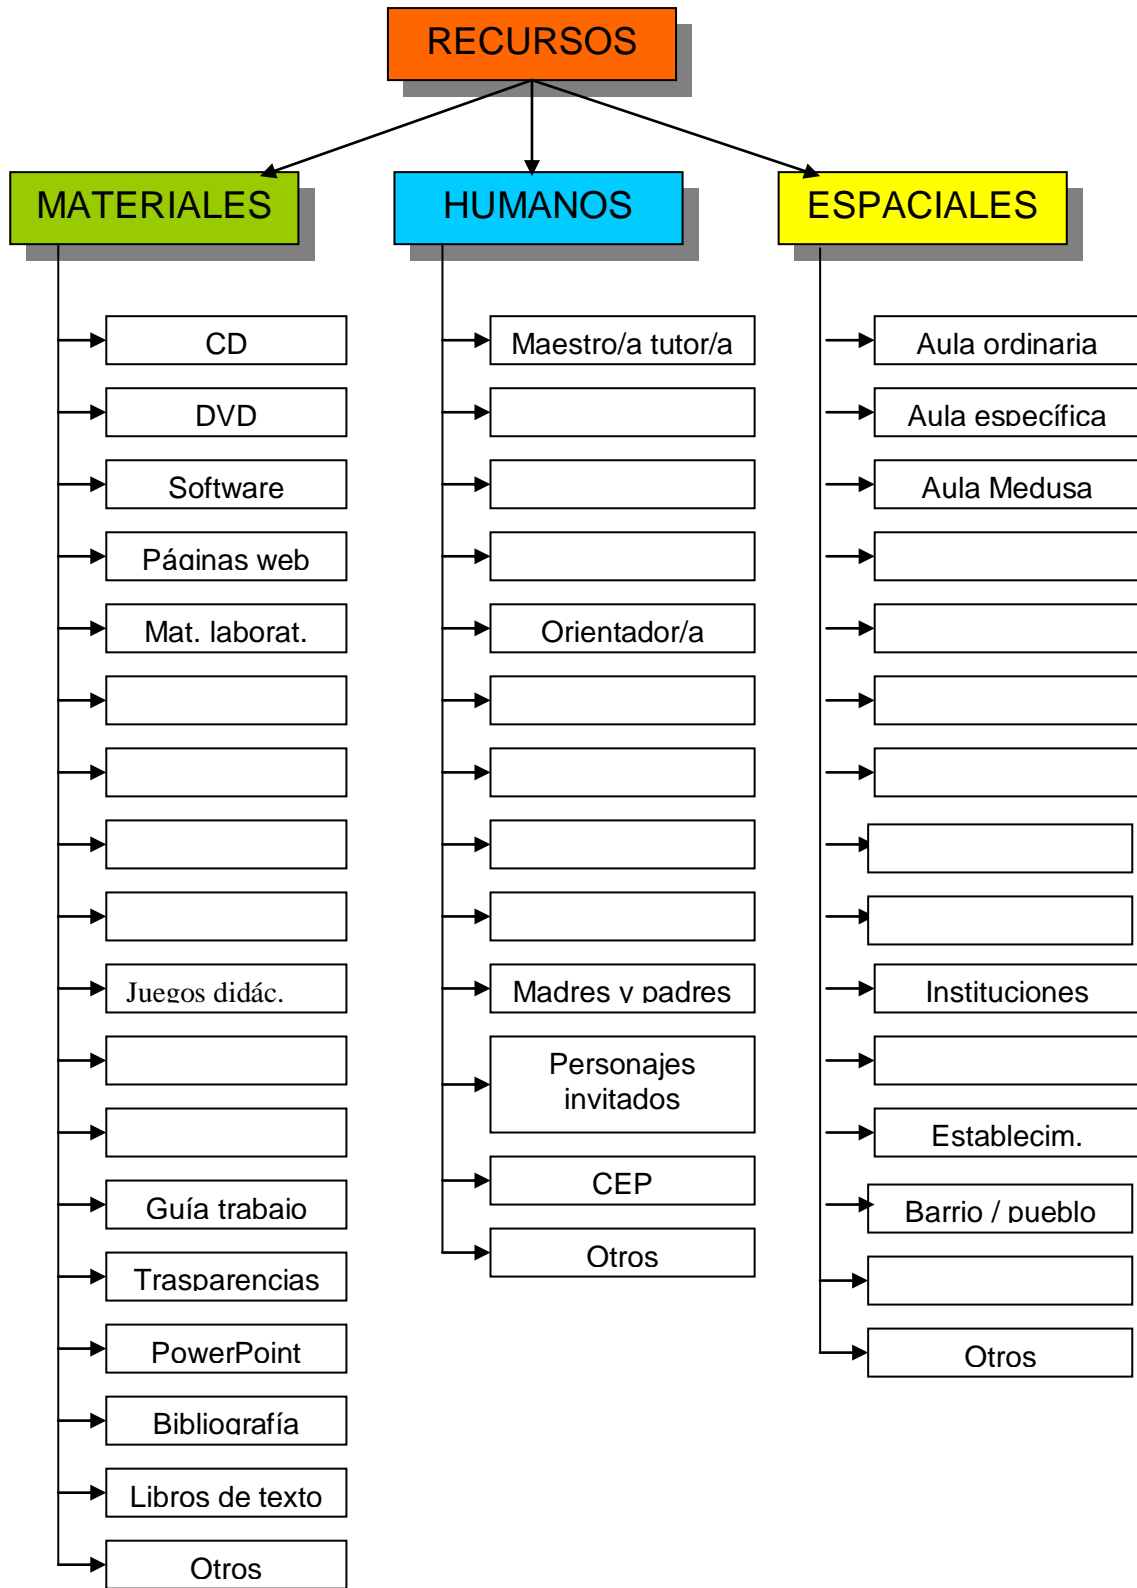 RECURSOS
MATERIALES
HUMANOS
ESPACIALES
CD
DVD
Software
Páginas web
Mat. laborat.
Juegos didác.
Guía trabajo
Trasparencias
PowerPoint
Bibliografía
Libros de texto
Otros
Maestro/a tutor/a
Orientador/a
Madres y padres
Personajes
invitados
CEP
Otros
Aula ordinaria
Aula específica
Aula Medusa
Instituciones
Establecim.
Barrio / pueblo
Otros